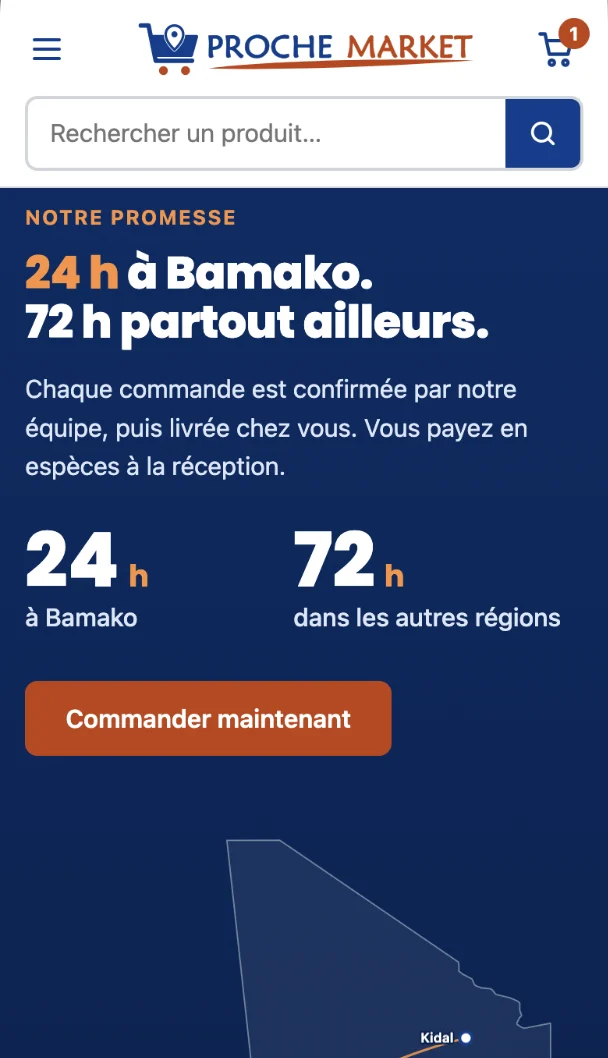 PROCHE MARKET
1
Rechercher un produit...
NOTRE PROMESSE
24 h à Bamako.
72 h partout ailleurs.
Chaque commande est confirmée par notre
équipe, puis livrée chez vous. Vous payez en
espèces à la réception.
24 h
à Bamako
72 h
dans les autres régions
Commander maintenant
Kidal